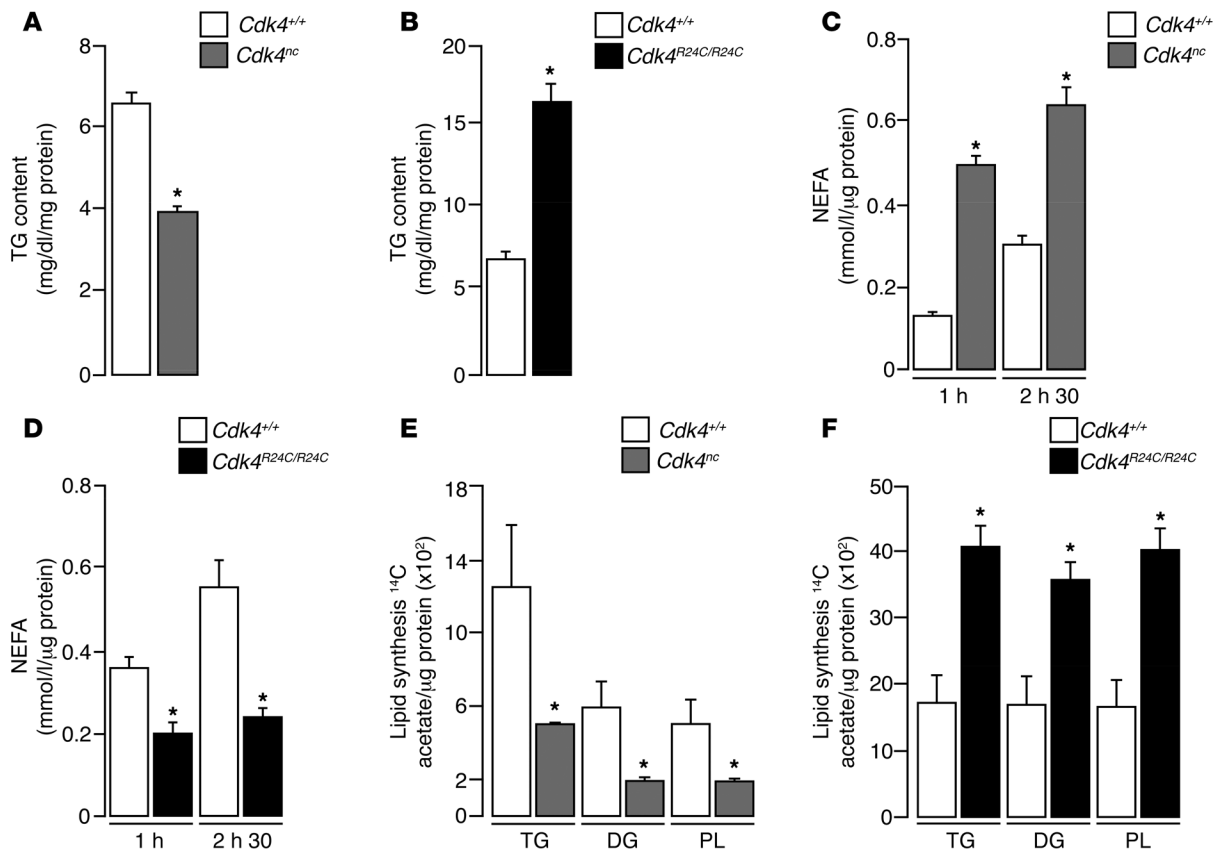 A
Cdk4+/+
Cdk4nc
TG content
(mg/dl/mg protein)
8
6
4
2
0
*
B
Cdk4+/+
Cdk4R24C/R24C
TG content
(mg/dl/mg protein)
20
15
10
5
0
*
C
Cdk4+/+
Cdk4nc
NEFA
(mmol/l/μg protein)
0.8
0.6
0.4
0.2
0
*
*
1 h
2 h 30
D
Cdk4+/+
Cdk4R24C/R24C
NEFA
(mmol/l/μg protein)
0.8
0.6
0.4
0.2
0
*
*
1 h
2 h 30
E
Cdk4+/+
Cdk4nc
Lipid synthesis 14C
acetate/μg protein (x10²)
18
14
10
6
2
0
*
*
*
TG
DG
PL
F
Cdk4+/+
Cdk4R24C/R24C
Lipid synthesis 14C
acetate/μg protein (x10²)
50
40
30
20
10
0
*
*
*
TG
DG
PL